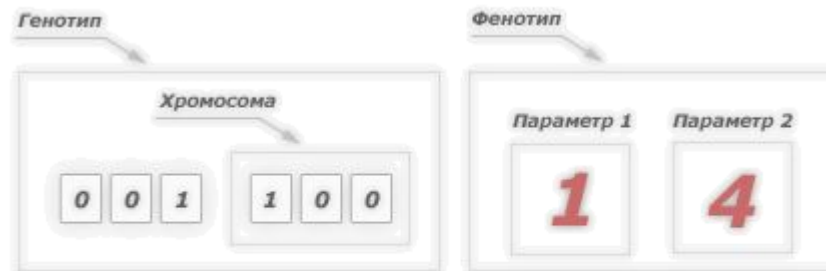 Генотип
Фенотип
Хромосома
Параметр 1 Параметр 2
0 0 1 1 0 0
1 4